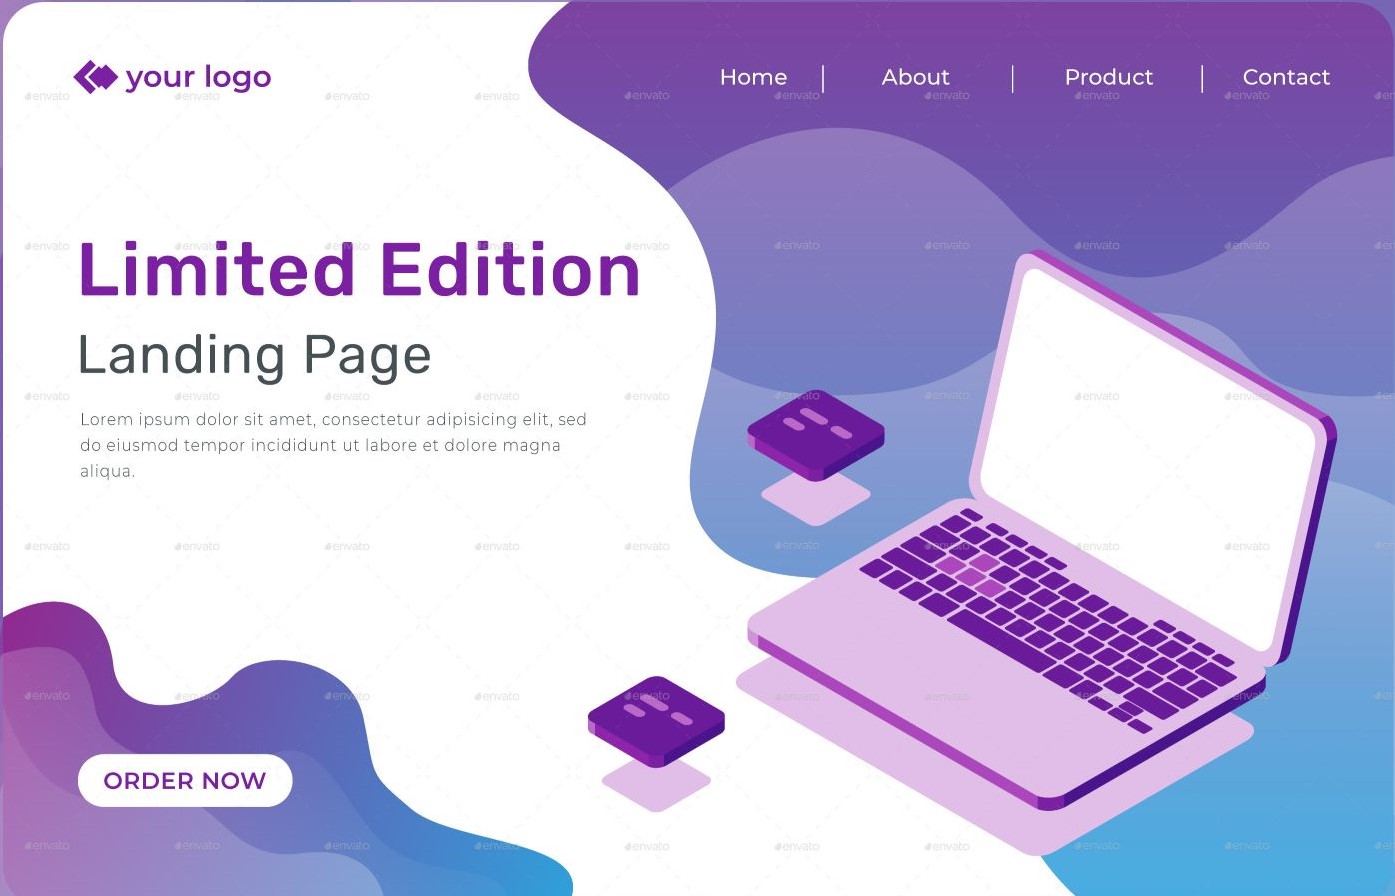 your logo
Home
About
Product
Contact
Limited Edition
Landing Page
Lorem ipsum dolor sit amet, consectetur adipisicing elit, sed
do eiusmod tempor incididunt ut labore et dolore magna
aliqua.
ORDER NOW
envato